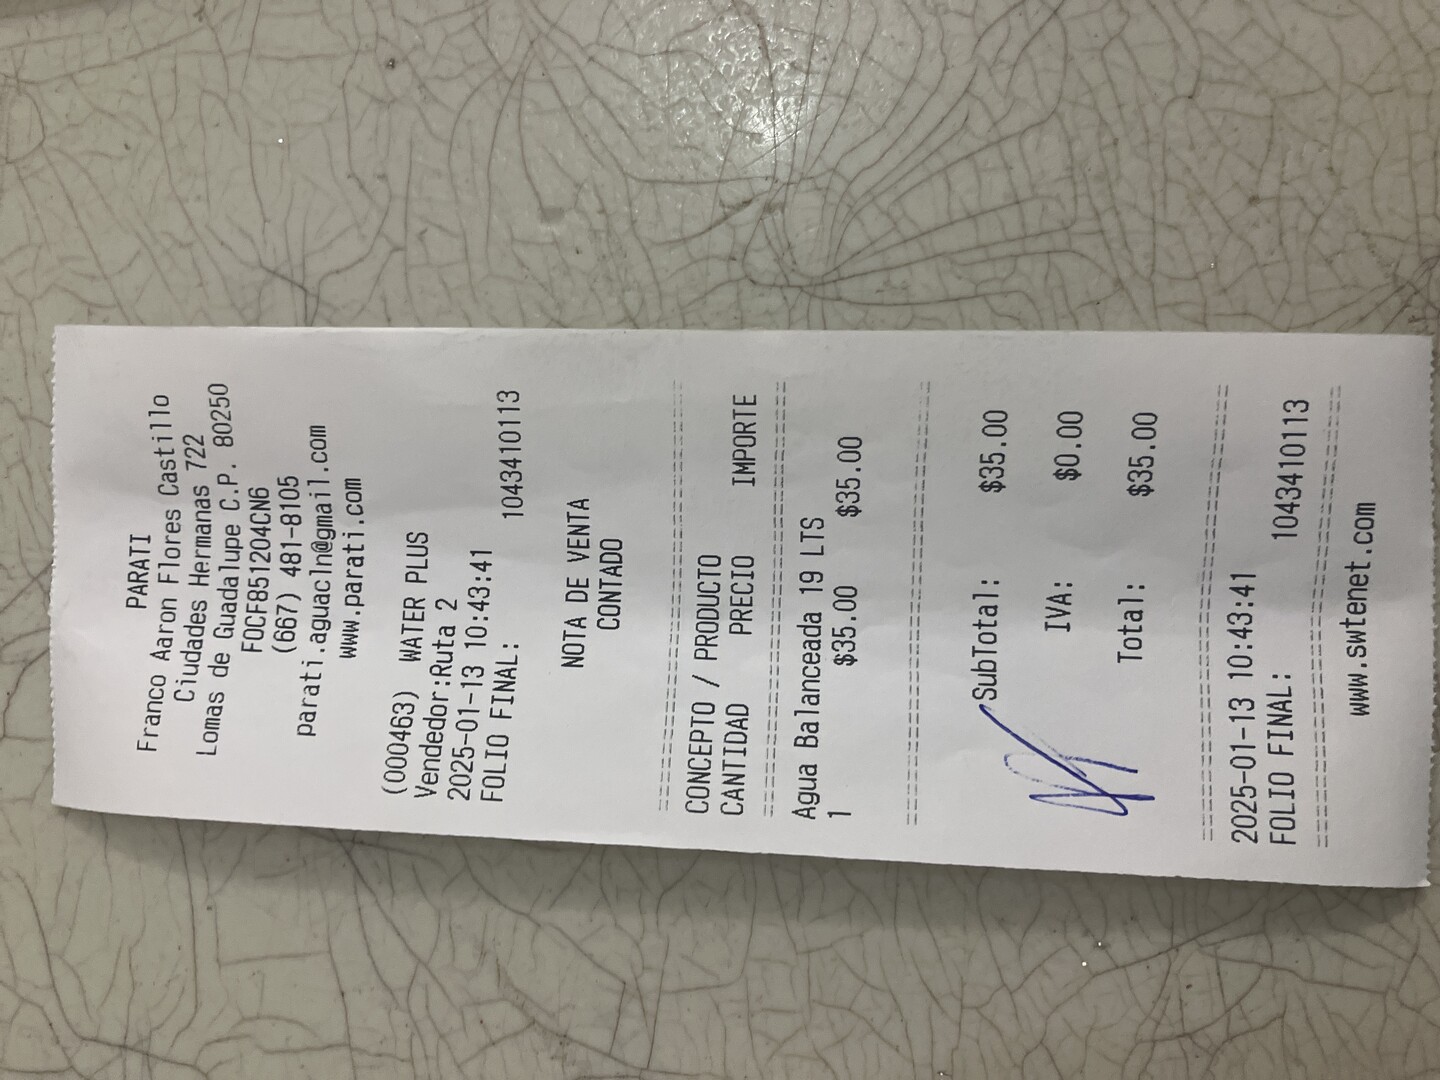 PARATI
Franco Aaron Flores Castillo
Ciudades Hermanas 722
Lomas de Guadalupe C.P. 80250
FOCF851204CN6
(667) 481-8105
parati.aguacln@gmail.com
www.parati.com
(000463) WATER PLUS
Vendedor:Ruta 2
2025-01-13 10:43:41
FOLIO FINAL: 1043410113
NOTA DE VENTA
CONTADO
CONCEPTO / PRODUCTO
CANTIDAD PRECIO IMPORTE
Agua Balanceada 19 LTS
1 $35.00 $35.00
SubTotal: $35.00
IVA: $0.00
Total: $35.00
2025-01-13 10:43:41
FOLIO FINAL: 1043410113
www.swtenet.com